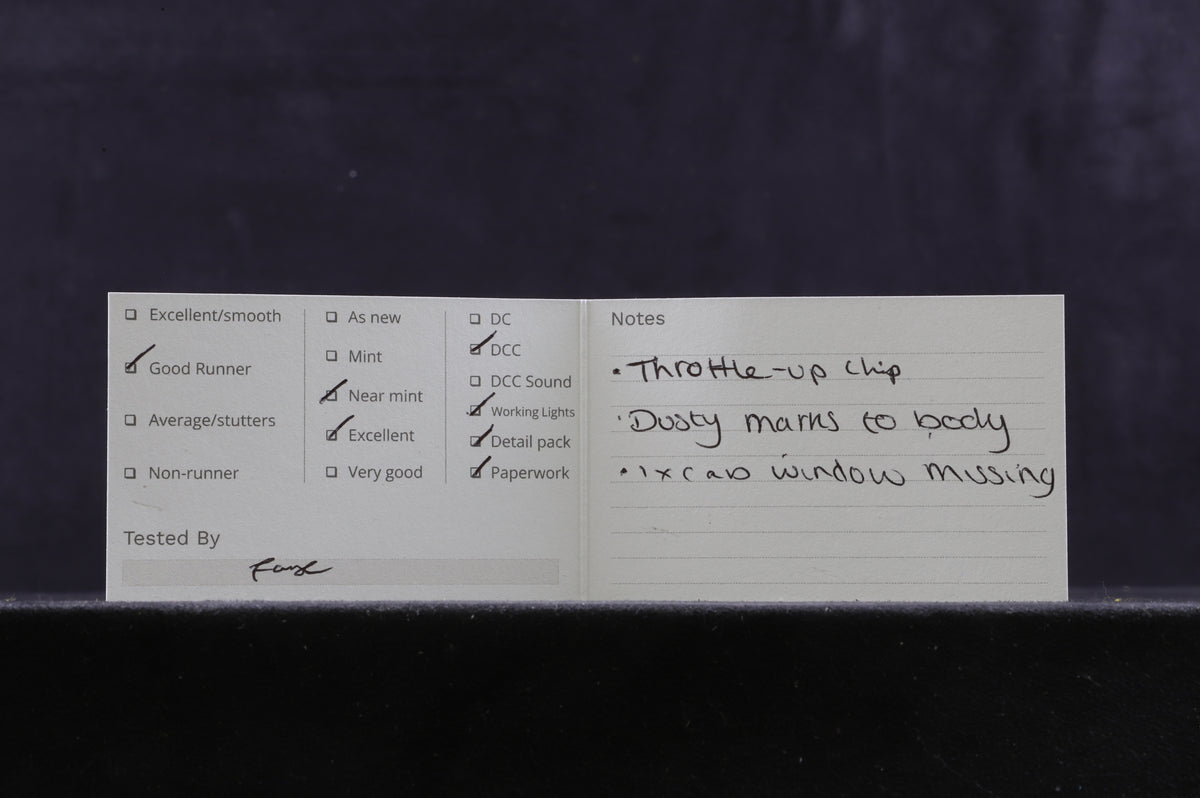 ☐ Excellent/smooth
☑ Good Runner
☐ Average/stutters
☐ Non-runner
☐ As new
☐ Mint
☑ Near mint
☑ Excellent
☐ Very good
☐ DC
☑ DCC
☐ DCC Sound
☑ Working Lights
☑ Detail pack
☑ Paperwork
Tested By
Notes
• Throttle-up chip
• Dusty marks to body
• 1x cab window missing